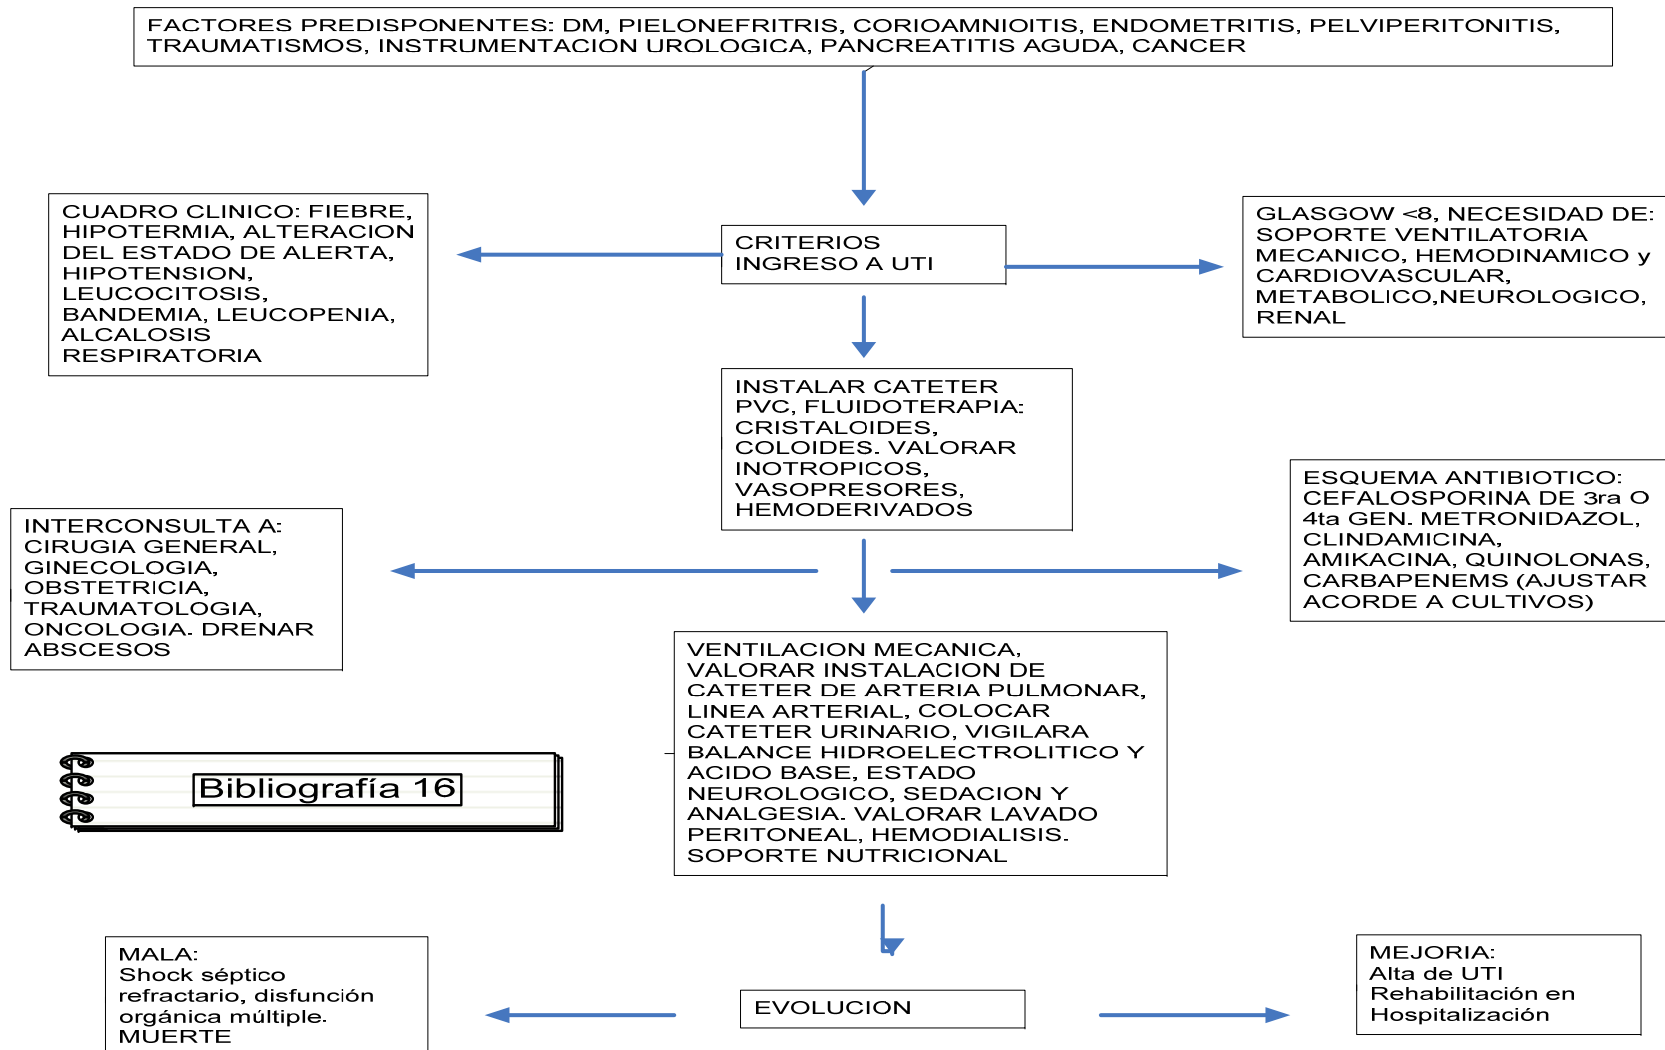 FACTORES PREDISPONENTES: DM, PIELONEFRITRIS, CORIOAMNIOITIS, ENDOMETRITIS, PELVIPERITONITIS,
TRAUMATISMOS, INSTRUMENTACION UROLOGICA, PANCREATITIS AGUDA, CANCER
CUADRO CLINICO: FIEBRE,
HIPOTERMIA, ALTERACION
DEL ESTADO DE ALERTA,
HIPOTENSION,
LEUCOCITOSIS,
BANDEMIA, LEUCOPENIA,
ALCALOSIS
RESPIRATORIA
CRITERIOS
INGRESO A UTI
GLASGOW <8, NECESIDAD DE:
SOPORTE VENTILATORIA
MECANICO, HEMODINAMICO y
CARDIOVASCULAR,
METABOLICO,NEUROLOGICO,
RENAL
INSTALAR CATETER
PVC, FLUIDOTERAPIA:
CRISTALOIDES,
COLOIDES. VALORAR
INOTROPICOS,
VASOPRESORES,
HEMODERIVADOS
INTERCONSULTA A:
CIRUGIA GENERAL,
GINECOLOGIA,
OBSTETRICIA,
TRAUMATOLOGIA,
ONCOLOGIA. DRENAR
ABSCESOS
ESQUEMA ANTIBIOTICO:
CEFALOSPORINA DE 3ra O
4ta GEN. METRONIDAZOL,
CLINDAMICINA,
AMIKACINA, QUINOLONAS,
CARBAPENEMS (AJUSTAR
ACORDE A CULTIVOS)
VENTILACION MECANICA,
VALORAR INSTALACION DE
CATETER DE ARTERIA PULMONAR,
LINEA ARTERIAL, COLOCAR
CATETER URINARIO, VIGILARA
BALANCE HIDROELECTROLITICO Y
ACIDO BASE, ESTADO
NEUROLOGICO, SEDACION Y
ANALGESIA. VALORAR LAVADO
PERITONEAL, HEMODIALISIS.
SOPORTE NUTRICIONAL
Bibliografía 16
MALA:
Shock séptico
refractario, disfunción
orgánica múltiple.
MUERTE
EVOLUCION
MEJORIA:
Alta de UTI
Rehabilitación en
Hospitalización